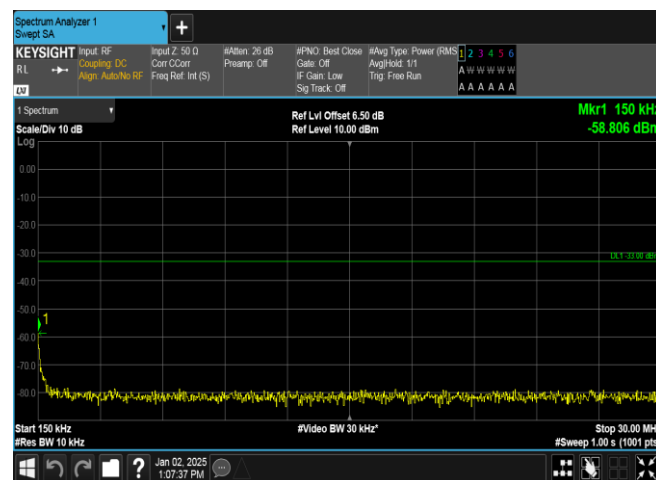 Spectrum Analyzer 1
Swept SA
+
KEYSIGHT Input: RF Input Z: 50 Ω #Atten: 26 dB #PNO: Best Close #Avg Type: Power (RMS 1 2 3 4 5 6
RL Coupling: DC Corr CCorr Preamp: Off Gate: Off Avg|Hold: 1/1 A W W W W W
Align: Auto/No RF Freq Ref: Int (S) IF Gain: Low Trig: Free Run
LXI Sig Track: Off A A A A A A
1 Spectrum
Ref Lvl Offset 6.50 dB Mkr1 150 kHz
Scale/Div 10 dB Ref Level 10.00 dBm -58.806 dBm
Log
0.00
-10.0
-20.0
DL1 -33.00 dBm
-30.0
-40.0
-50.0
1
-60.0
-70.0
-80.0
Start 150 kHz #Video BW 30 kHz* Stop 30.00 MH
#Res BW 10 kHz #Sweep 1.00 s (1001 pts
? Jan 02, 2025
1:07:37 PM